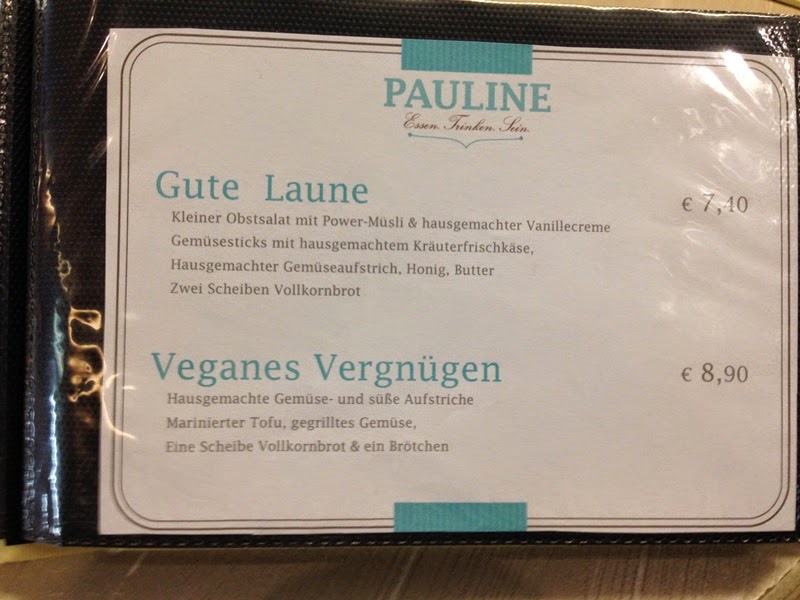 PAULINE
Essen. Trinken. Sein.
Gute Laune
€ 7,40
Kleiner Obstsalat mit Power-Müsli & hausgemachter Vanillecreme
Gemüsesticks mit hausgemachtem Kräuterfrischkäse,
Hausgemachter Gemüseaufstrich, Honig, Butter
Zwei Scheiben Vollkornbrot
Veganes Vergnügen
€ 8,90
Hausgemachte Gemüse- und süße Aufstriche
Marinierter Tofu, gegrilltes Gemüse,
Eine Scheibe Vollkornbrot & ein Brötchen